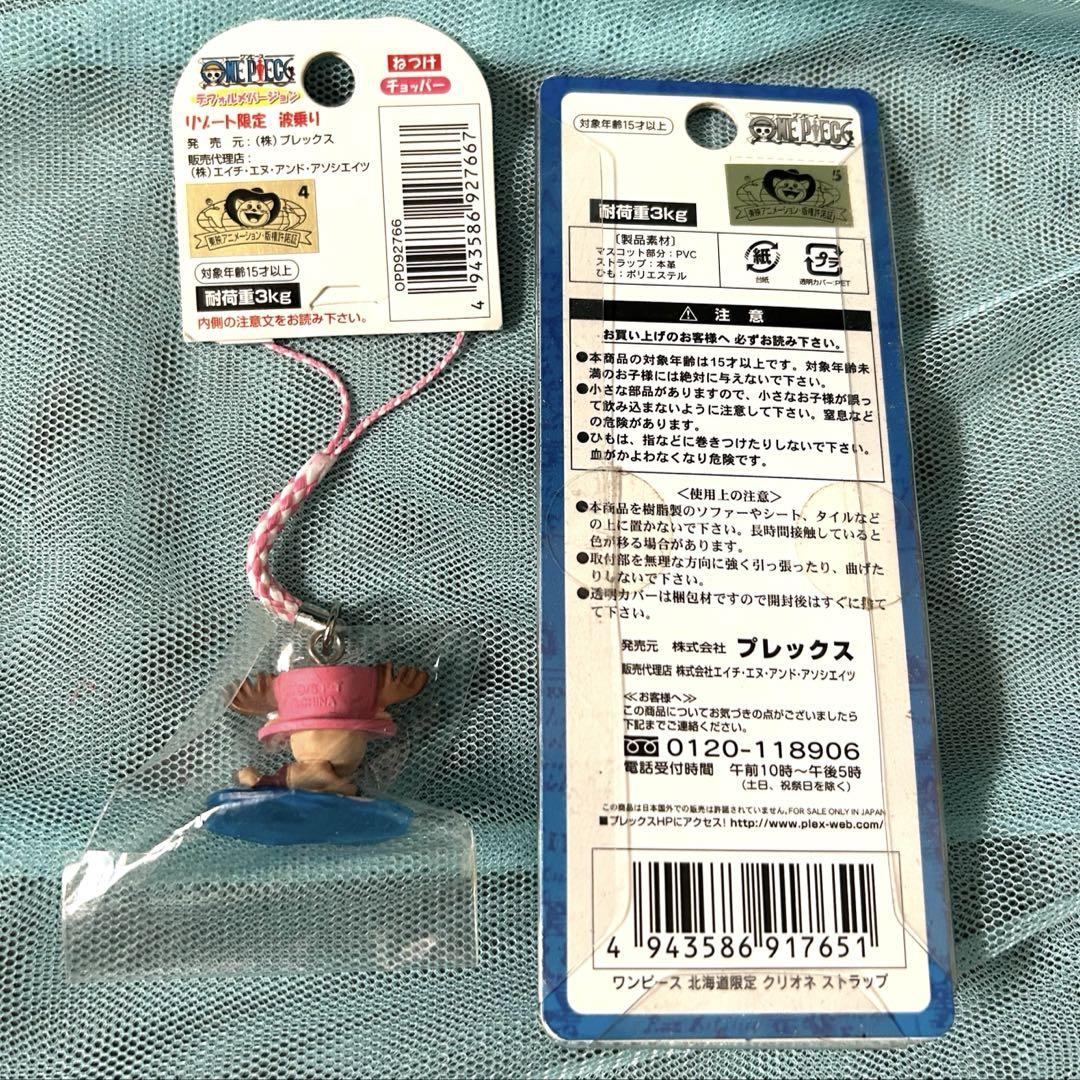 ワンピース
ONE PIECE
デフォルメバージョン
ねつけ
チョッパー
リゾート限定 波乗り
発 売 元：(株)プレックス
販売代理店：
(株)エイチ・エヌ・アンド・アソシエイツ
4
東映アニメーション・版権許諾証
対象年齢15才以上
耐荷重3kg
内側の注意文をお読み下さい。
OPD92766
4 943586 927667
CHINA
対象年齢15才以上
ONE PIECE
5
東映アニメーション・版権許諾証
耐荷重3kg
〔製品素材〕
マスコット部分：PVC
ストラップ：本革
ひも：ポリエステル
紙
台紙
プラ
透明カバー:PET
⚠ 注 意
お買い上げのお客様へ 必ずお読み下さい。
●本商品の対象年齢は15才以上です。対象年齢未
満のお子様には絶対に与えないで下さい。
●小さな部品がありますので、小さなお子様が誤っ
て飲み込まないように注意して下さい。窒息など
の危険があります。
●ひもは、指などに巻きつけたりしないで下さい。
血がかよわなくなり危険です。
＜使用上の注意＞
●本商品を樹脂製のソファーやシート、タイルなど
の上に置かないで下さい。長時間接触していると
色が移る場合があります。
●取付部を無理な方向に強く引っ張ったり、曲げた
りしないで下さい。
●透明カバーは梱包材ですので開封後はすぐに捨て
て下さい。
発売元 株式会社 プレックス
販売代理店 株式会社エイチ・エヌ・アンド・アソシエイツ
≪お客様へ≫
この商品についてお気づきの点がございましたら
下記までご連絡ください。
0120-118906
電話受付時間 午前10時〜午後5時
(土日、祝祭日を除く)
この商品は日本国外での販売は許諾されていません。FOR SALE ONLY IN JAPAN
■プレックスHPにアクセス! http://www.plex-web.com/
4 943586 917651
ワンピース 北海道限定 クリオネ ストラップ